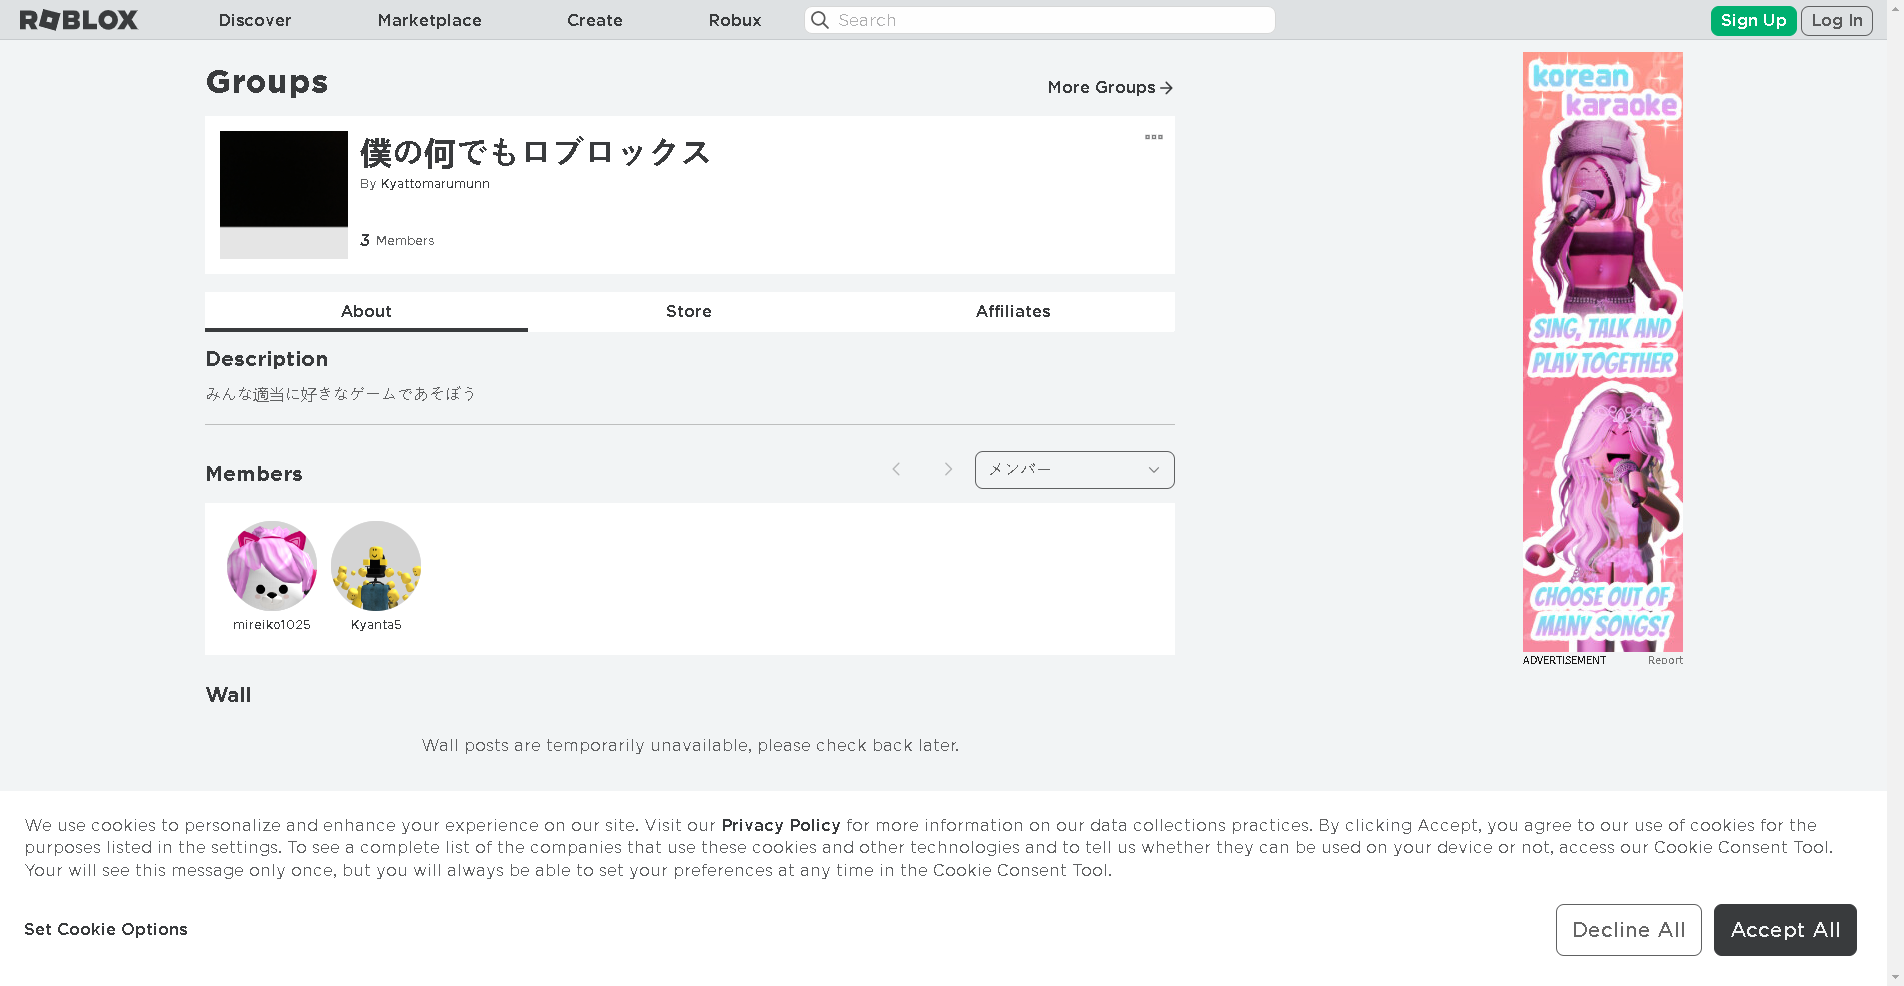 ROBLOX
Discover
Marketplace
Create
Robux
Search
Sign Up
Log In
Groups
More Groups
僕の何でもロブロックス
By Kyattomarumunn
3 Members
About
Store
Affiliates
Description
みんな適当に好きなゲームであそぼう
Members
メンバー
mireiko1025
Kyanta5
Wall
Wall posts are temporarily unavailable, please check back later.
korean
karaoke
SING, TALK AND
PLAY TOGETHER
CHOOSE OUT OF
MANY SONGS!
ADVERTISEMENT
Report
We use cookies to personalize and enhance your experience on our site. Visit our Privacy Policy for more information on our data collections practices. By clicking Accept, you agree to our use of cookies for the
purposes listed in the settings. To see a complete list of the companies that use these cookies and other technologies and to tell us whether they can be used on your device or not, access our Cookie Consent Tool.
Your will see this message only once, but you will always be able to set your preferences at any time in the Cookie Consent Tool.
Set Cookie Options
Decline All
Accept All